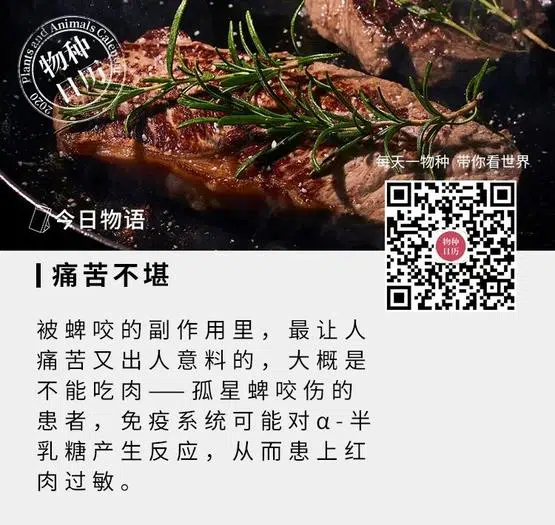 Plants and Animals Calendar
物种
日历
2020
每天一物种 带你看世界
今日物语
物种
日历
痛苦不堪
被蜱咬的副作用里，最让人
痛苦又出人意料的，大概是
不能吃肉——孤星蜱咬伤的
患者，免疫系统可能对α-半
乳糖产生反应，从而患上红
肉过敏。